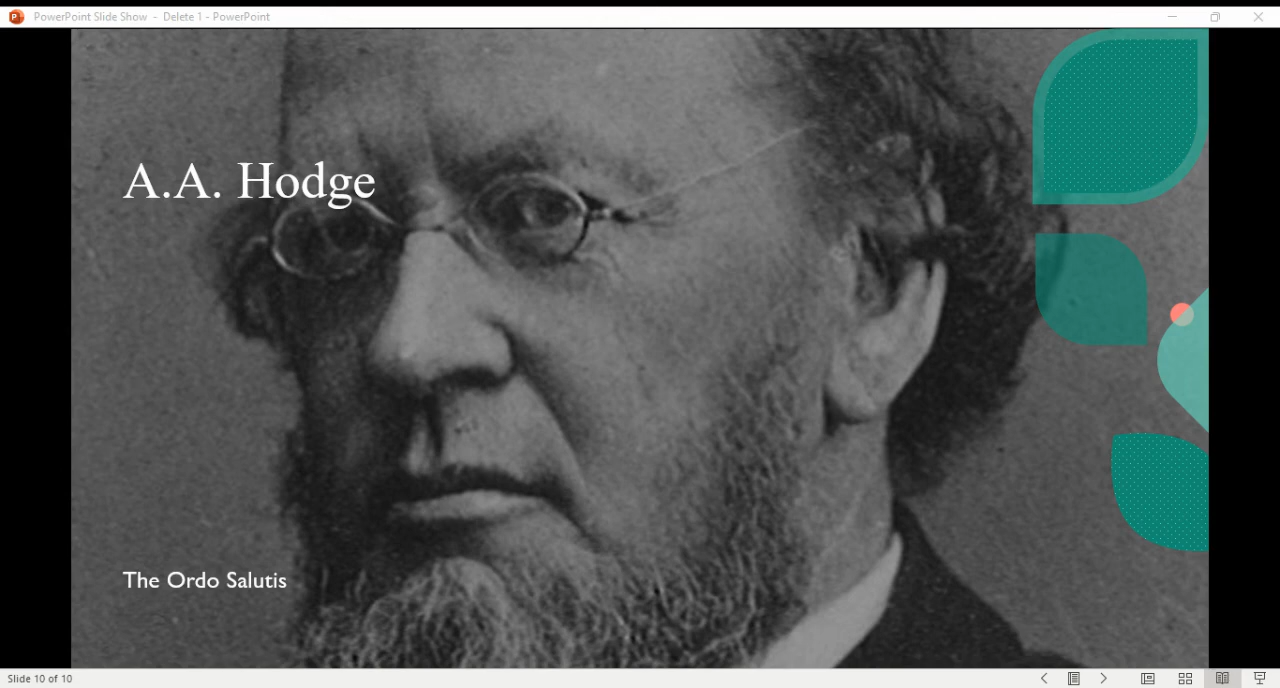 PowerPoint Slide Show - Delete 1 - PowerPoint
A.A. Hodge
The Ordo Salutis
Slide 10 of 10